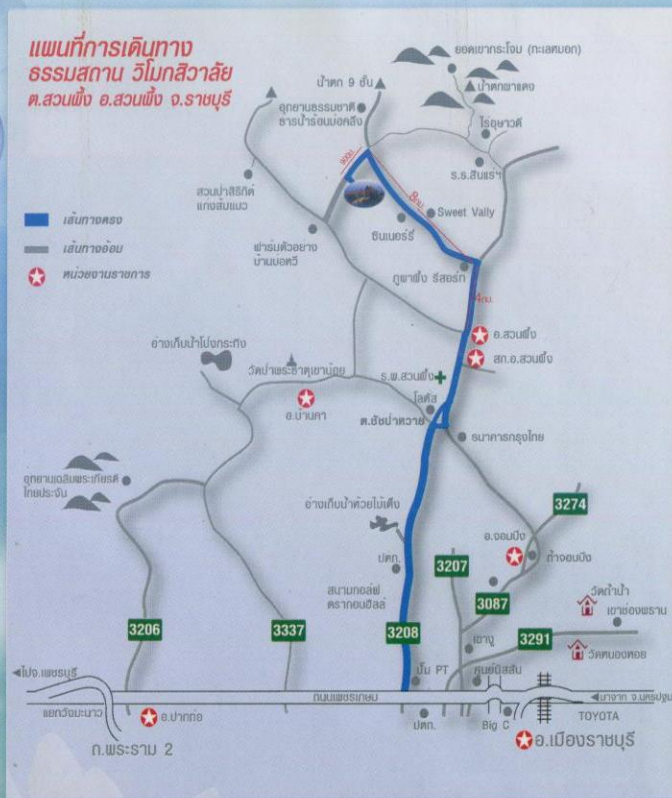 แผนที่การเดินทาง
ธรรมสถาน วิโมกสิวาลัย
ต.สวนผึ้ง อ.สวนผึ้ง จ.ราชบุรี
ยอดเขากระโจม (ทะเลหมอก)
น้ำตก 9 ชั้น
น้ำตกผาแดง
อุทยานธรรมชาติ
ธารน้ำร้อนบ่อคลึง
ไร่กุษาวดี
900ม.
ร.ร.สินแร่ฯ
สวนป่าสิริกิติ์
แก่งส้มแมว
8กม.
Sweet Vally
เส้นทางตรง
ซินเนอร์รี่
เส้นทางอ้อม
ฟาร์มตัวอย่าง
บ้านบ่อหวี
หน่วยงานราชการ
ภูผาผึ้ง รีสอร์ท
4กม.
อ.สวนผึ้ง
อ่างเก็บน้ำโป่งกระทิง
สภ.อ.สวนผึ้ง
วัดป่าพระธาตุเขาน้อย
ร.พ.สวนผึ้ง
โลตัส
อ.บ้านคา
ต.ชัฎป่าหวาย
ธนาคารกรุงไทย
อุทยานเฉลิมพระเกียรติ
ไทยประจัน
อ่างเก็บน้ำห้วยไม้เต็ง
3274
อ.จอมบึง
ถ้ำจอมบึง
ปตท.
3207
สนามกอล์ฟ
ดรากอนฮิลล์
3087
วัดถ้ำน้ำ
เขาช่องพราน
3206
3337
3208
3291
เขางู
วัดหนองหอย
ไปจ.เพชรบุรี
ปั๊ม PT
ศูนย์นิสสัน
ถนนเพชรเกษม
มาจาก จ.นครปฐม
แยกวังมะนาว
อ.ปากท่อ
ปตท.
Big C
TOYOTA
ถ.พระราม 2
อ.เมืองราชบุรี